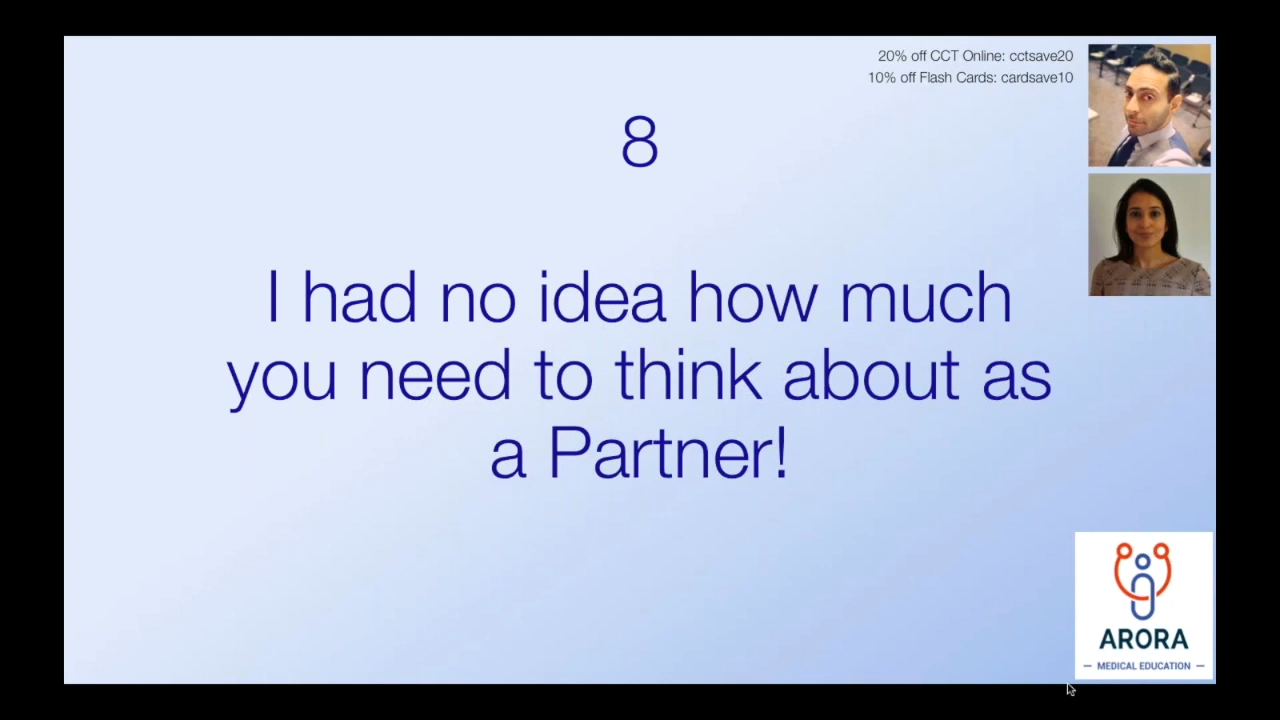 20% off CCT Online: cctsave20
10% off Flash Cards: cardsave10
8
I had no idea how much
you need to think about as
a Partner!
ARORA
MEDICAL EDUCATION